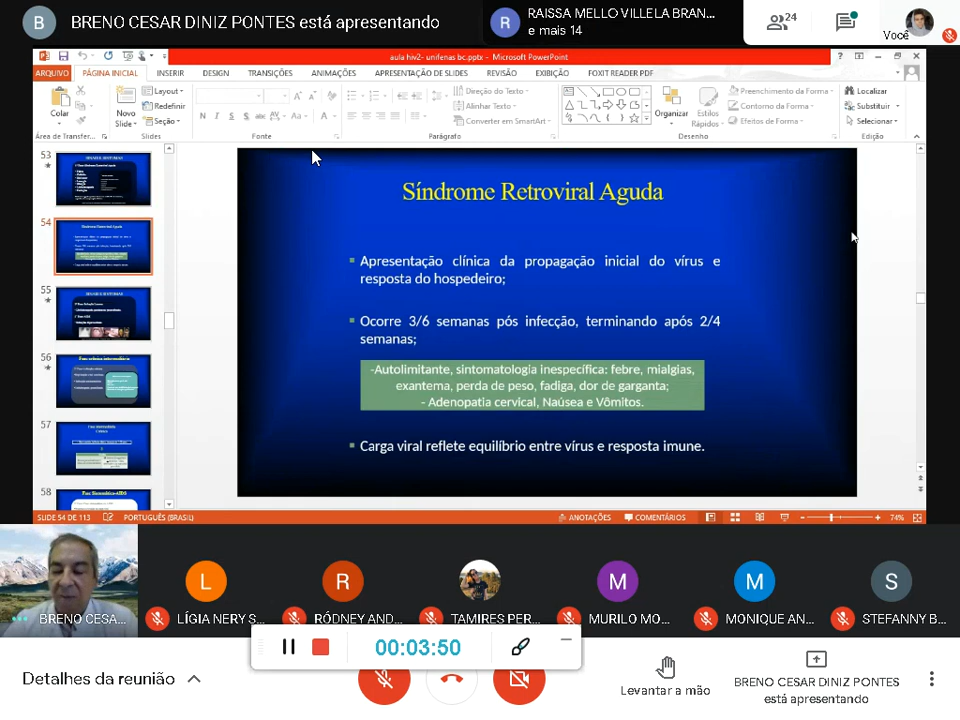 B BRENO CESAR DINIZ PONTES está apresentando
R RAISSA MELLO VILLELA BRAN...
e mais 14
24
Você
aula hiv2- unifenas bc.pptx - Microsoft PowerPoint
ARQUIVO PÁGINA INICIAL INSERIR DESIGN TRANSIÇÕES ANIMAÇÕES APRESENTAÇÃO DE SLIDES REVISÃO EXIBIÇÃO FOXIT READER PDF
Colar
Novo
Slide
Layout
Redefinir
Seção
Direção do Texto
Alinhar Texto
Converter em SmartArt
Organizar
Estilos
Rápidos
Preenchimento da Forma
Contorno da Forma
Efeitos de Forma
Localizar
Substituir
Selecionar
Área de Transfer... Slides Fonte Parágrafo Desenho Edição
53
54
55
56
57
58
Síndrome Retroviral Aguda
Apresentação clínica da propagação inicial do vírus e
resposta do hospedeiro;
Ocorre 3/6 semanas pós infecção, terminando após 2/4
semanas;
-Autolimitante, sintomatologia inespecífica: febre, mialgias,
exantema, perda de peso, fadiga, dor de garganta;
- Adenopatia cervical, Naúsea e Vômitos.
Carga viral reflete equilíbrio entre vírus e resposta imune.
SLIDE 54 DE 113 PORTUGUÊS (BRASIL) ANOTAÇÕES COMENTÁRIOS 74%
L R M M S
BRENO CESA... LÍGIA NERY S... RÓDNEY AND... TAMIRES PER... MURILO MO... MONIQUE AN... STEFANNY B...
00:03:50
Detalhes da reunião
Levantar a mão
BRENO CESAR DINIZ PONTES
está apresentando